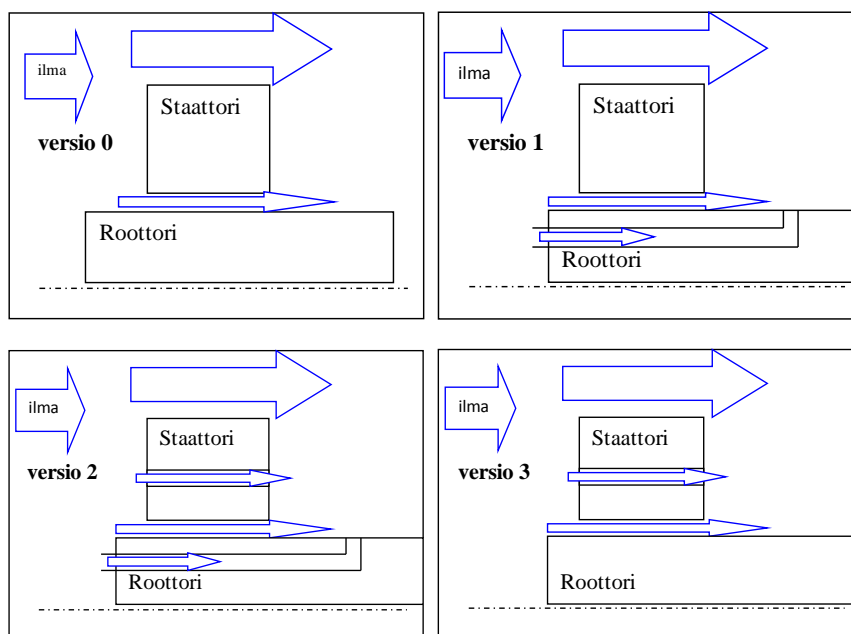 ilma
Staattori
versio 0
Roottori
ilma
Staattori
versio 1
Roottori
ilma
Staattori
versio 2
Roottori
ilma
Staattori
versio 3
Roottori